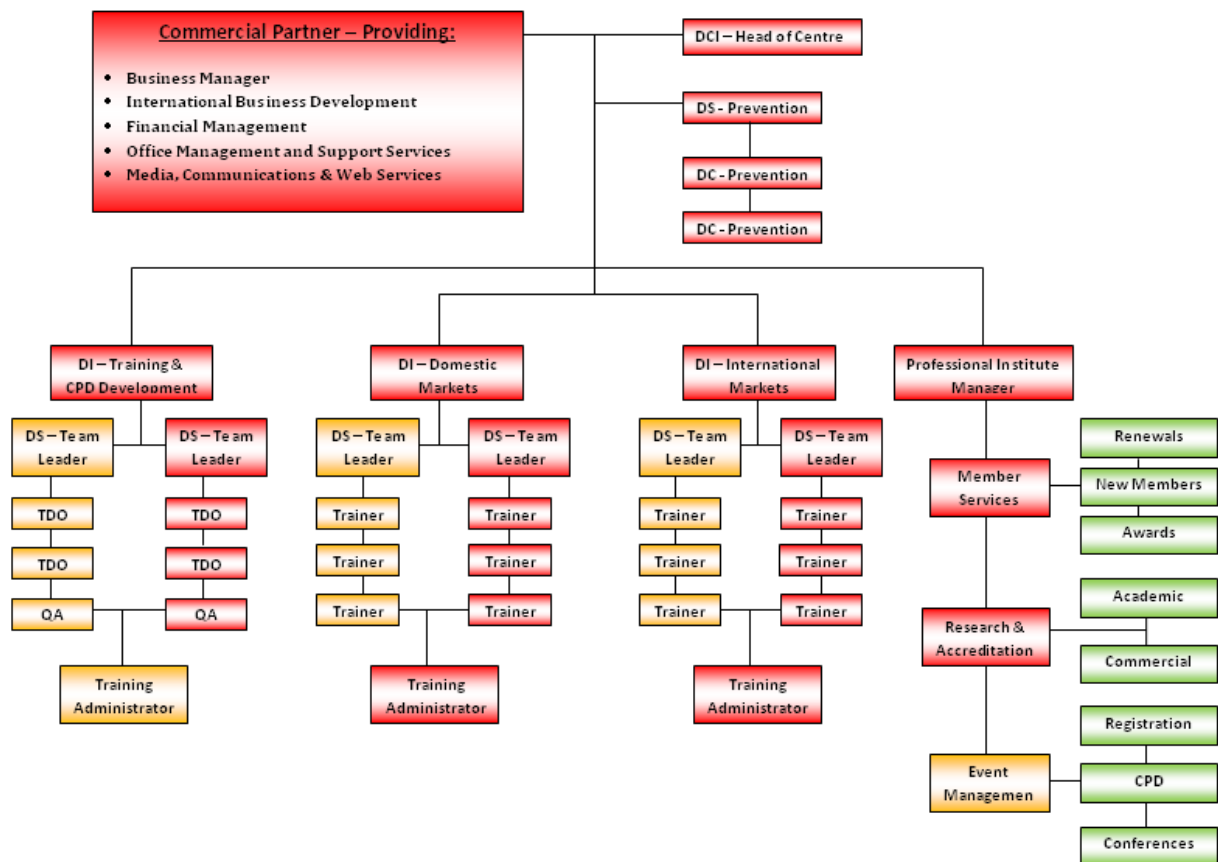 Commercial Partner – Providing:
• Business Manager
• International Business Development
• Financial Management
• Office Management and Support Services
• Media, Communications & Web Services
DCI – Head of Centre
DS - Prevention
DC - Prevention
DC - Prevention
DI – Training &
CPD Development
DI – Domestic
Markets
DI – International
Markets
Professional Institute
Manager
DS – Team
Leader
DS – Team
Leader
DS – Team
Leader
DS – Team
Leader
DS – Team
Leader
DS – Team
Leader
TDO
TDO
Trainer
Trainer
Trainer
Trainer
TDO
TDO
Trainer
Trainer
Trainer
Trainer
QA
QA
Trainer
Trainer
Trainer
Trainer
Training
Administrator
Training
Administrator
Training
Administrator
Member
Services
Renewals
New Members
Awards
Research &
Accreditation
Academic
Commercial
Event
Managemen
Registration
CPD
Conferences